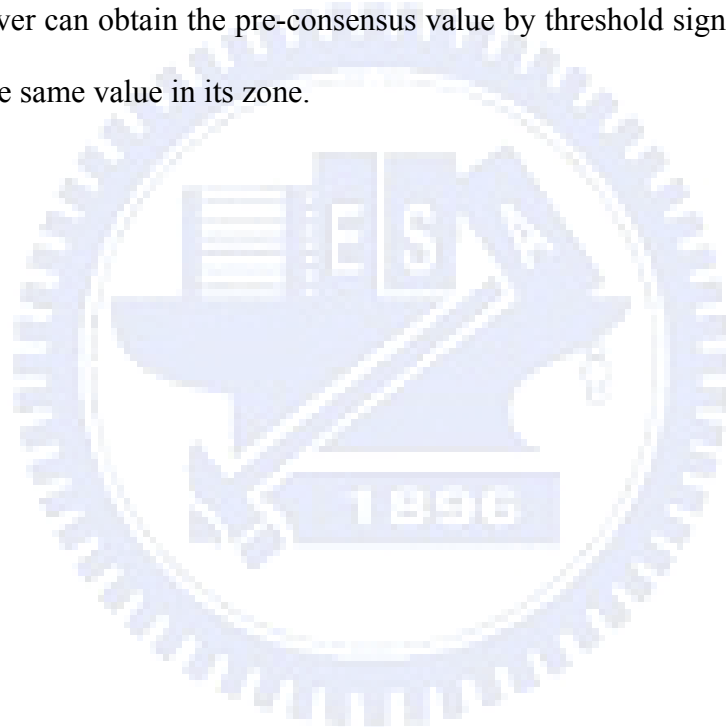 ver can obtain the pre-consensus value by threshold sign
e same value in its zone.
E S A
1896